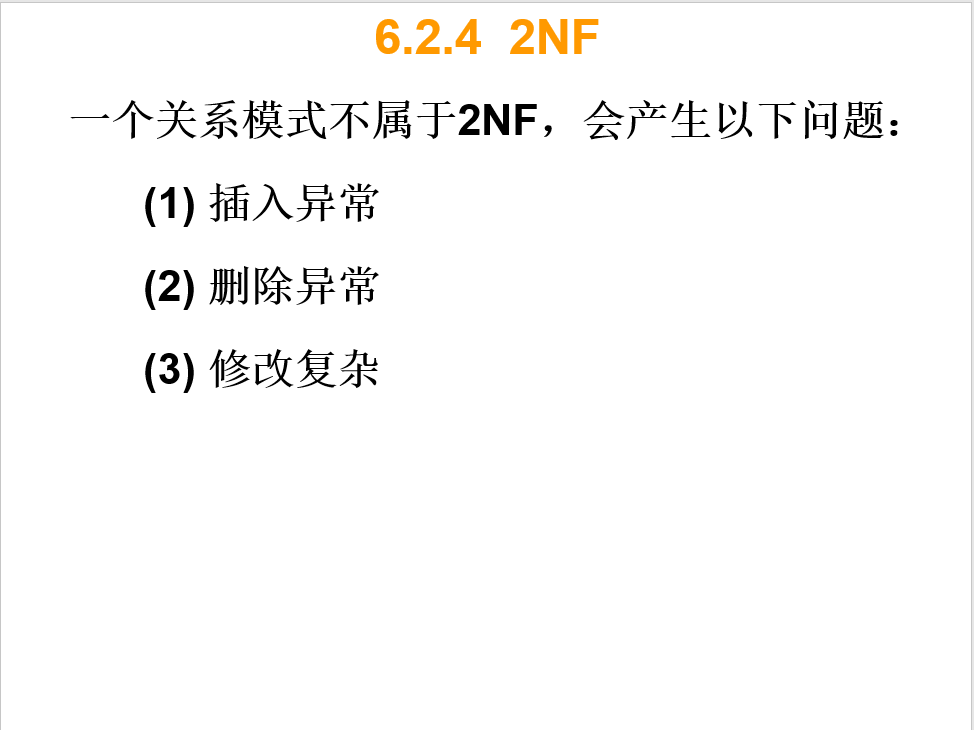 6.2.4 2NF
一个关系模式不属于2NF，会产生以下问题：
(1) 插入异常
(2) 删除异常
(3) 修改复杂